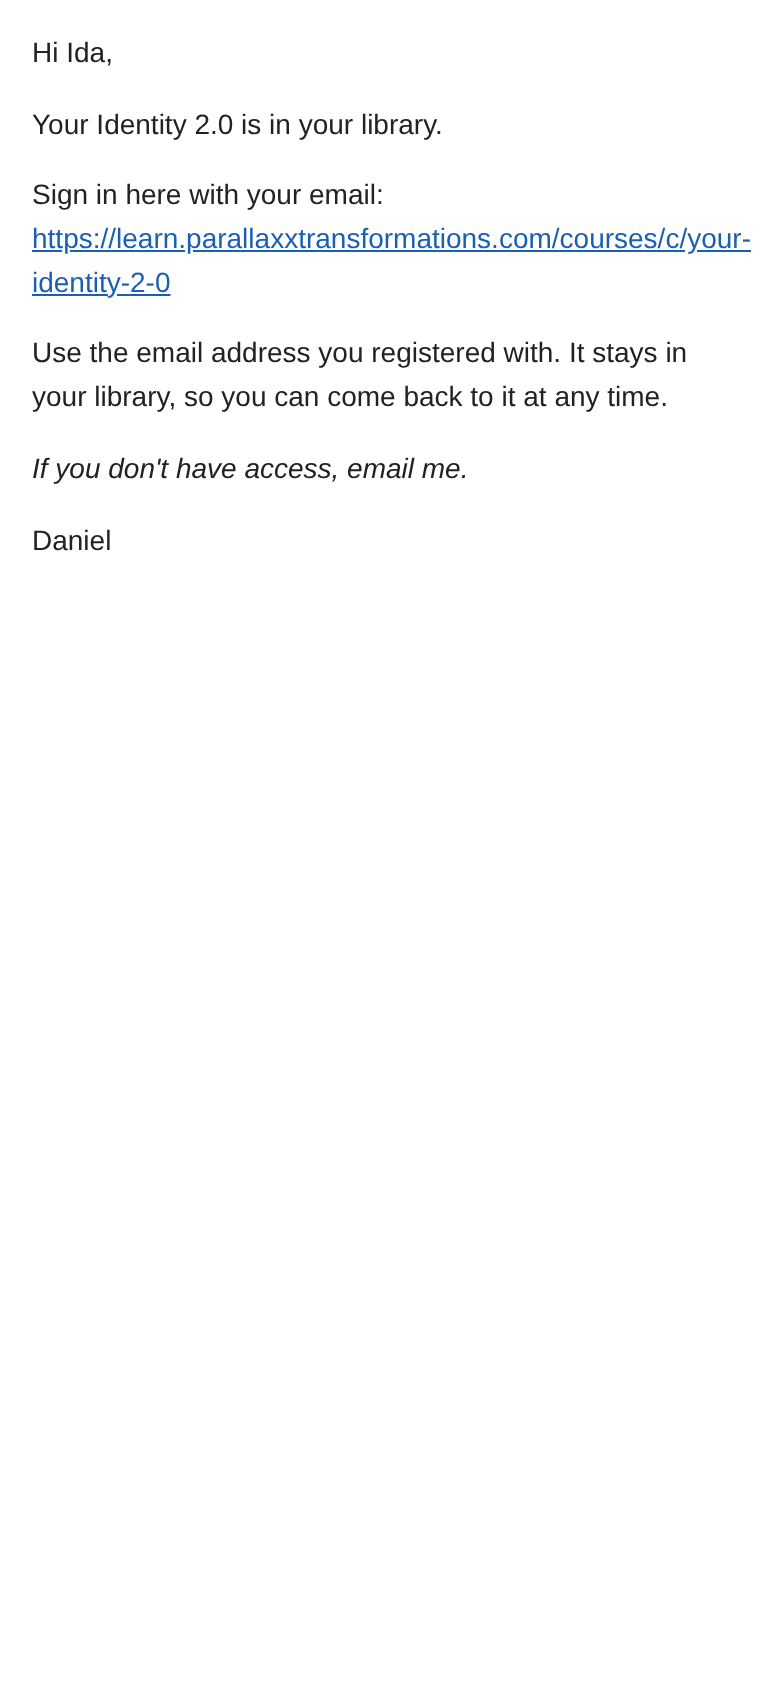 Hi Ida,
Your Identity 2.0 is in your library.
Sign in here with your email:
https://learn.parallaxxtransformations.com/courses/c/your-
identity-2-0
Use the email address you registered with. It stays in
your library, so you can come back to it at any time.
If you don't have access, email me.
Daniel